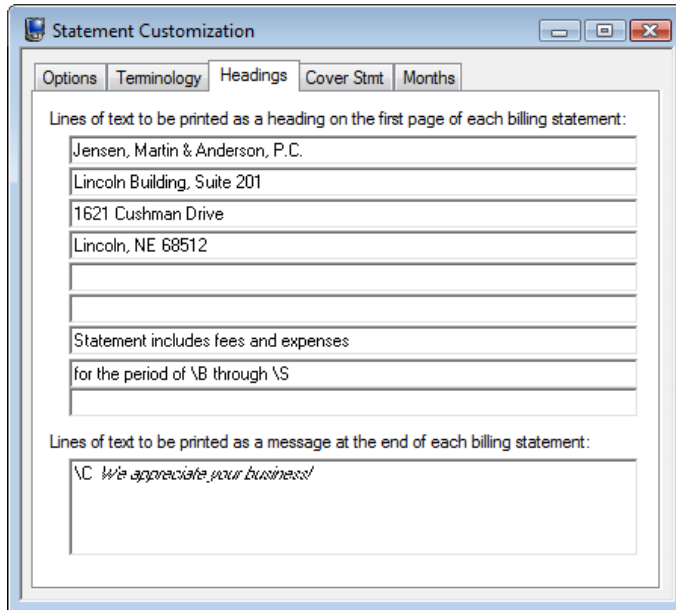 Statement Customization
Options Terminology Headings Cover Stmt Months
Lines of text to be printed as a heading on the first page of each billing statement:
Jensen, Martin & Anderson, P.C.
Lincoln Building, Suite 201
1621 Cushman Drive
Lincoln, NE 68512
Statement includes fees and expenses
for the period of \B through \S
Lines of text to be printed as a message at the end of each billing statement:
\C We appreciate your business!